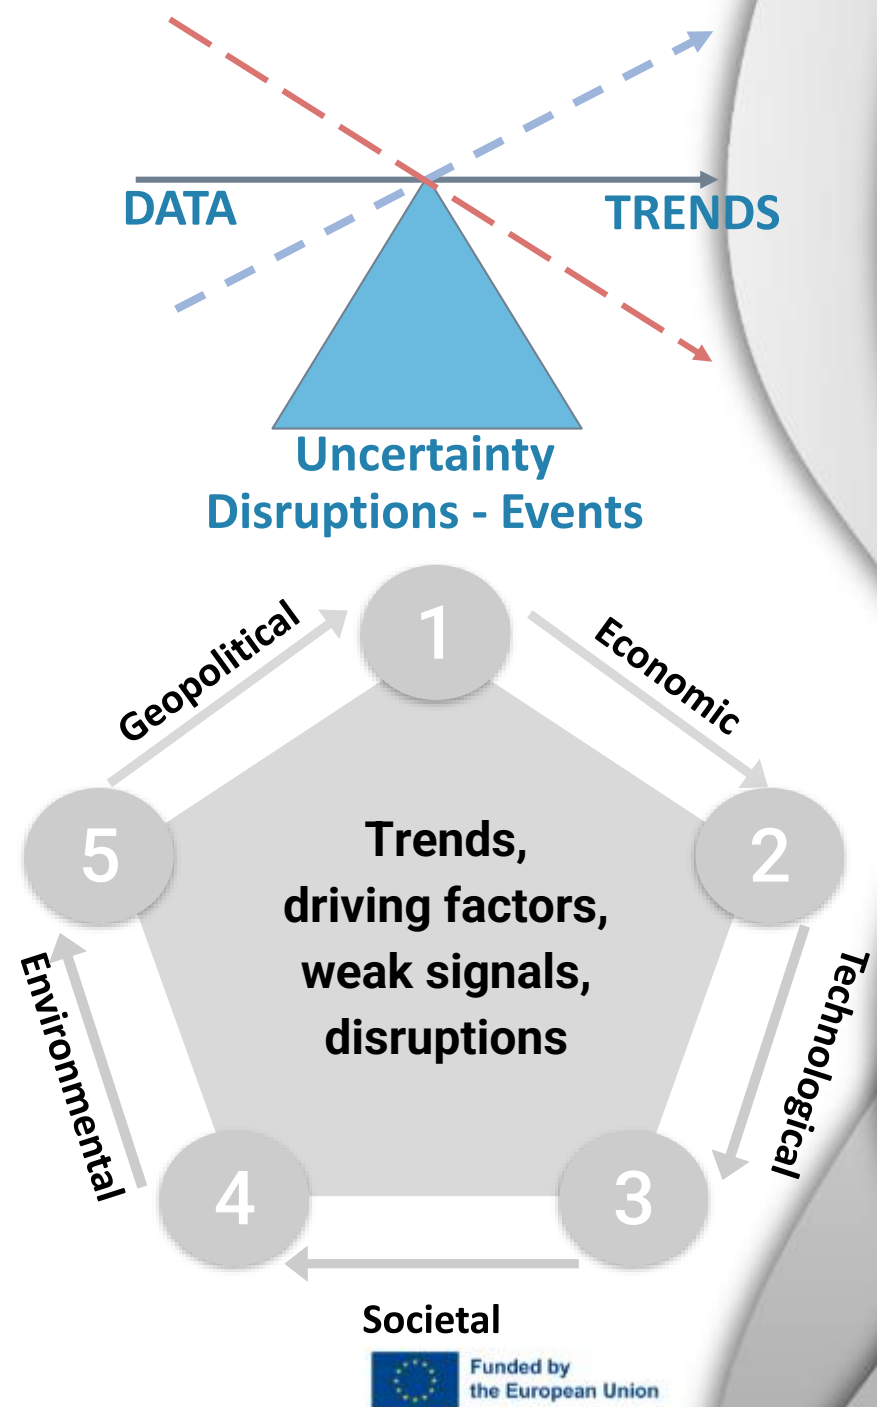 DATA
TRENDS
Uncertainty
Disruptions - Events
Geopolitical
1
Economic
5
Trends,
driving factors,
weak signals,
disruptions
2
Environmental
Technological
4
3
Societal
Funded by
the European Union